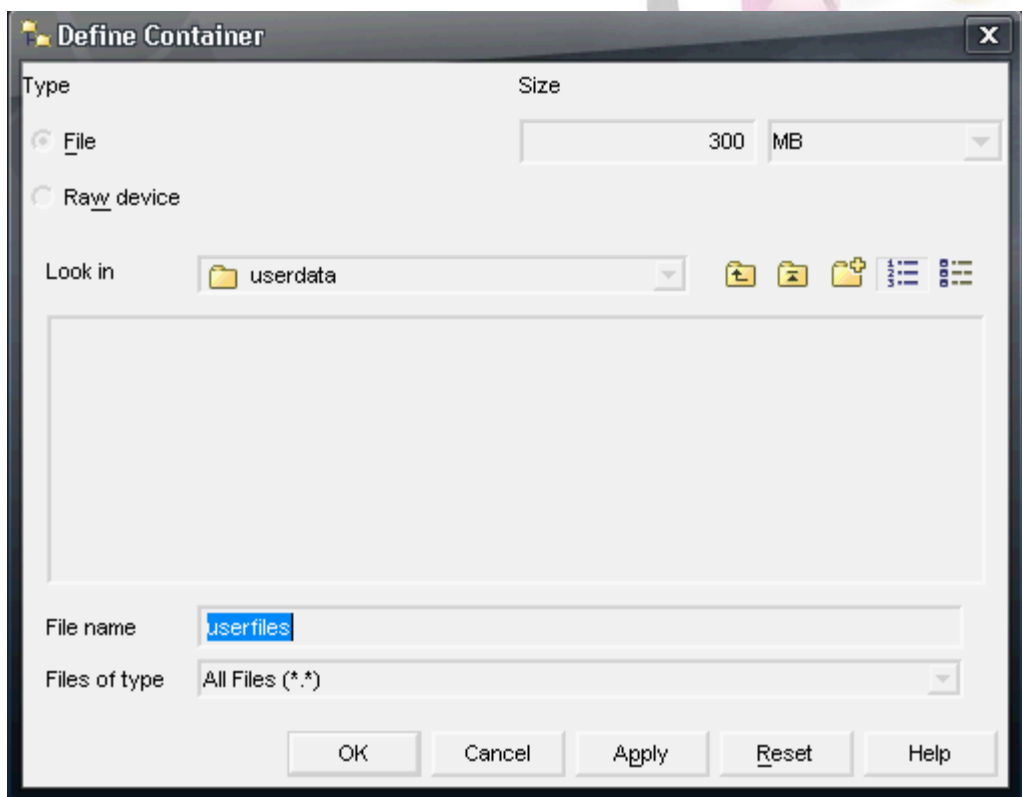 Define Container
Type Size
File 300 MB
Raw device
Look in userdata
File name userfiles
Files of type All Files (*.*)
OK Cancel Apply Reset Help